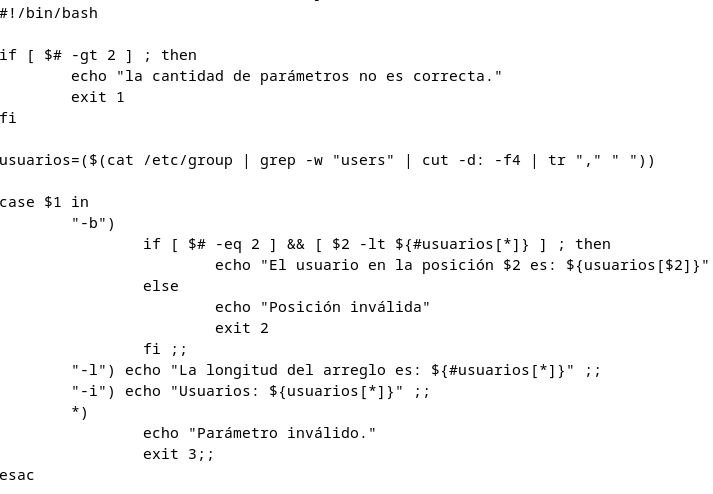 #!/bin/bash
if [ $# -gt 2 ] ; then
echo "la cantidad de parámetros no es correcta."
exit 1
fi
usuarios=($(cat /etc/group | grep -w "users" | cut -d: -f4 | tr "," " "))
case $1 in
"-b")
if [ $# -eq 2 ] && [ $2 -lt ${#usuarios[*]} ] ; then
echo "El usuario en la posición $2 es: ${usuarios[$2]}"
else
echo "Posición inválida"
exit 2
fi ;;
"-l") echo "La longitud del arreglo es: ${#usuarios[*]}" ;;
"-i") echo "Usuarios: ${usuarios[*]}" ;;
*)
echo "Parámetro inválido."
exit 3;;
esac